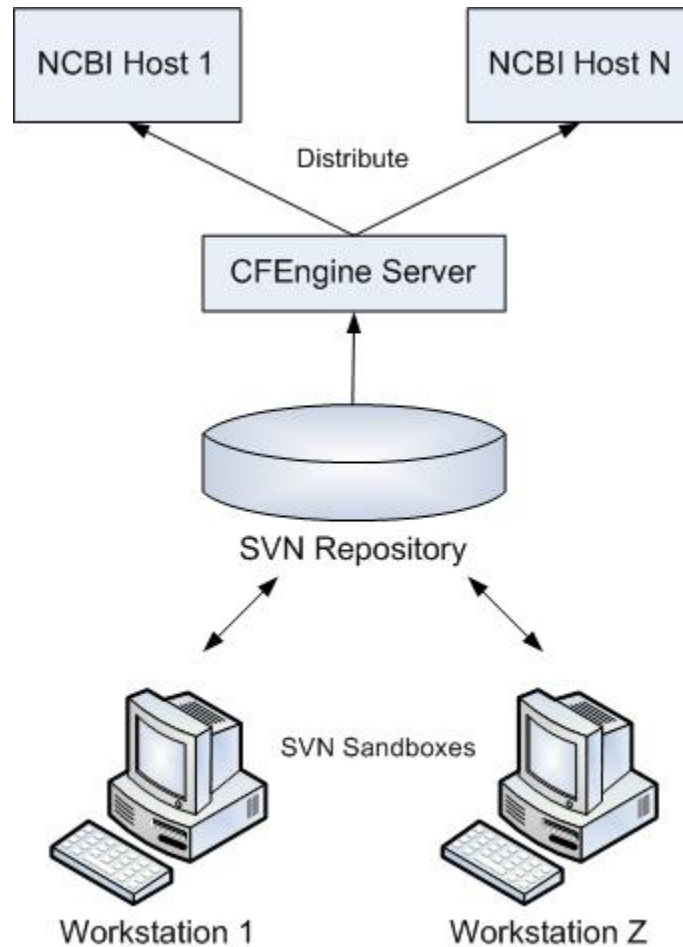 NCBI Host 1
NCBI Host N
Distribute
CFEngine Server
SVN Repository
SVN Sandboxes
Workstation 1
Workstation Z